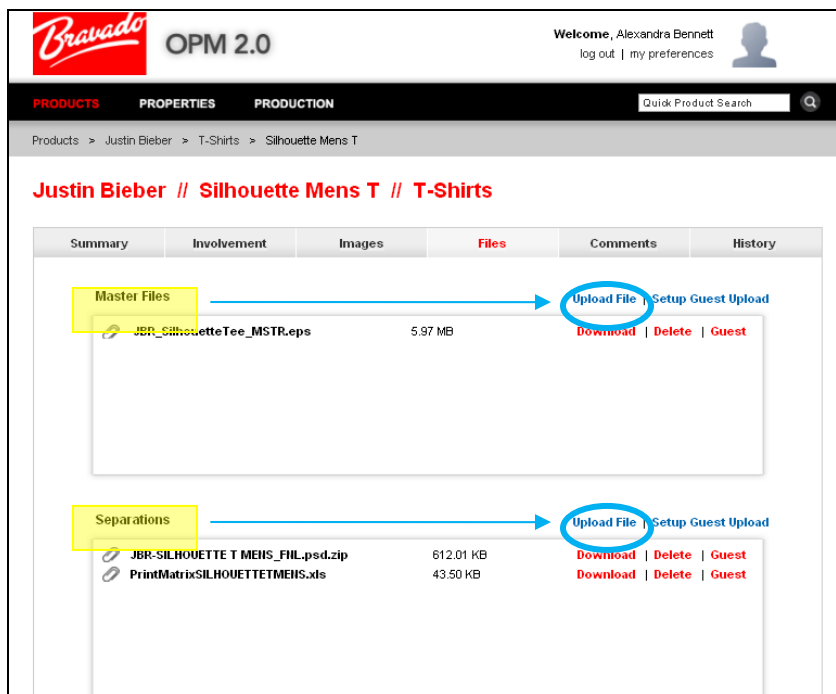 Bravado
OPM 2.0
Welcome, Alexandra Bennett
log out | my preferences
PRODUCTS PROPERTIES PRODUCTION
Quick Product Search
Products > Justin Bieber > T-Shirts > Silhouette Mens T
Justin Bieber // Silhouette Mens T // T-Shirts
Summary Involvement Images Files Comments History
Master Files Upload File | Setup Guest Upload
JBR_SilhouetteTee_MSTR.eps 5.97 MB Download | Delete | Guest
Separations Upload File | Setup Guest Upload
JBR-SILHOUETTE T MENS_FNL.psd.zip 612.01 KB Download | Delete | Guest
PrintMatrixSILHOUETTETMENS.xls 43.50 KB Download | Delete | Guest